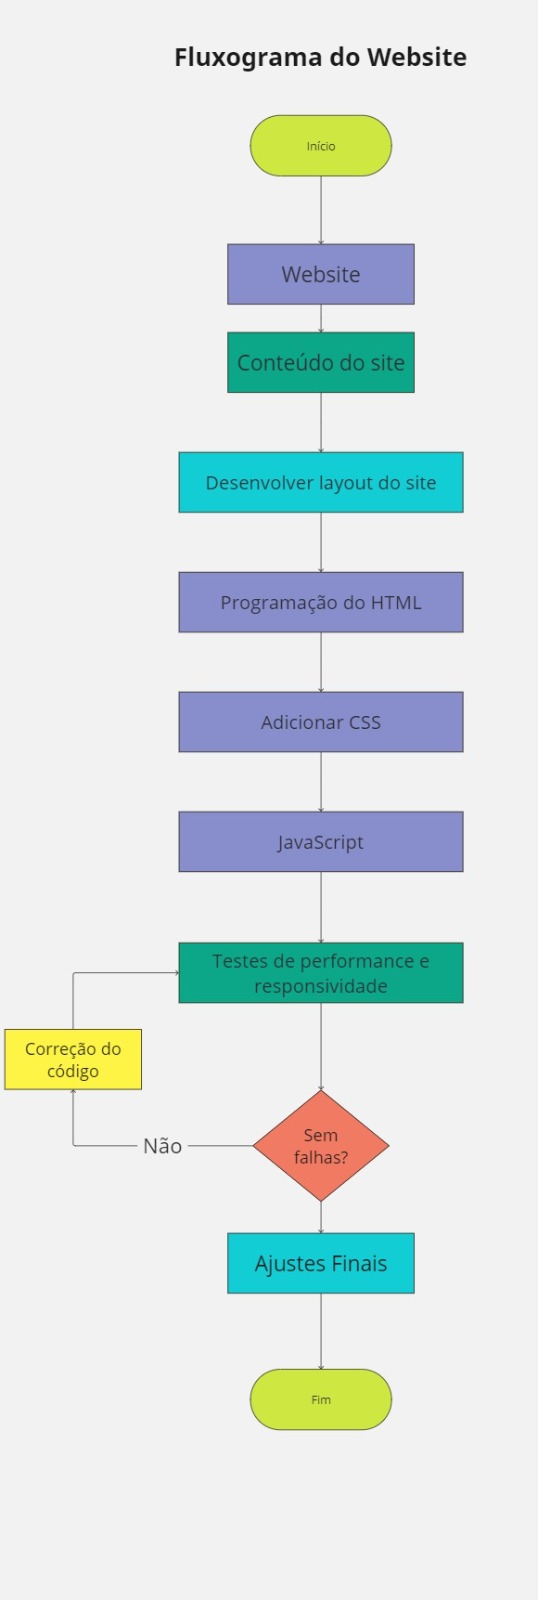 Fluxograma do Website
Início
Website
Conteúdo do site
Desenvolver layout do site
Programação do HTML
Adicionar CSS
JavaScript
Testes de performance e
responsividade
Correção do
código
Sem
falhas?
Não
Ajustes Finais
Fim